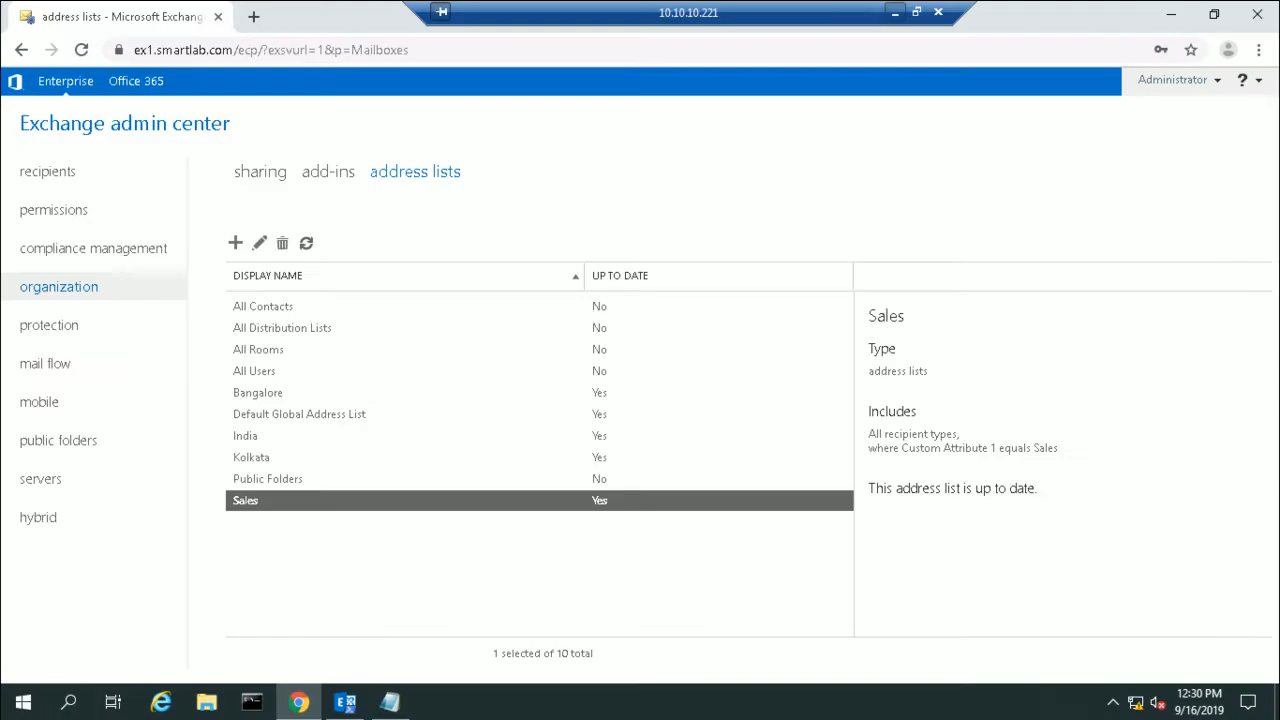 address lists - Microsoft Exchang
10.10.10.221
ex1.smartlab.com/ecp/?exsvurl=1&p=Mailboxes
Enterprise Office 365
Administrator ?
Exchange admin center
recipients
permissions
compliance management
organization
protection
mail flow
mobile
public folders
servers
hybrid
sharing add-ins address lists
DISPLAY NAME UP TO DATE
All Contacts No
All Distribution Lists No
All Rooms No
All Users No
Bangalore Yes
Default Global Address List Yes
India Yes
Kolkata Yes
Public Folders No
Sales Yes
1 selected of 10 total
Sales
Type
address lists
Includes
All recipient types,
where Custom Attribute 1 equals Sales
This address list is up to date.
12:30 PM
9/16/2019